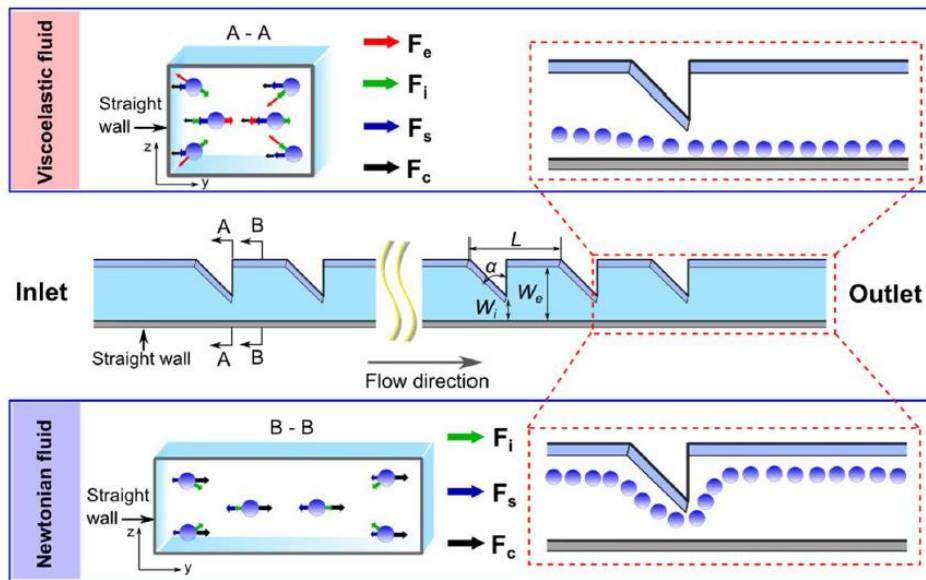 Viscoelastic fluid
A - A
Straight
wall
z
y
Fe
Fi
Fs
Fc
A B
L
α
Wi
We
Inlet
Outlet
A B
Straight wall
Flow direction
Newtonian fluid
B - B
Straight
wall
z
y
Fi
Fs
Fc